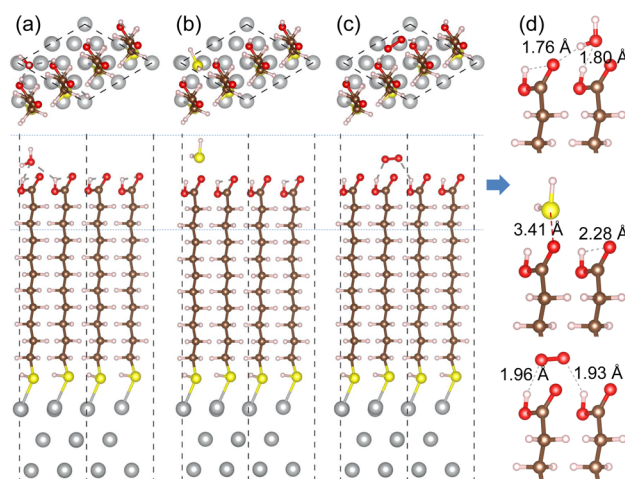 (a) (b) (c) (d)
1.76 Å
1.80 Å
3.41 Å 2.28 Å
1.96 Å 1.93 Å